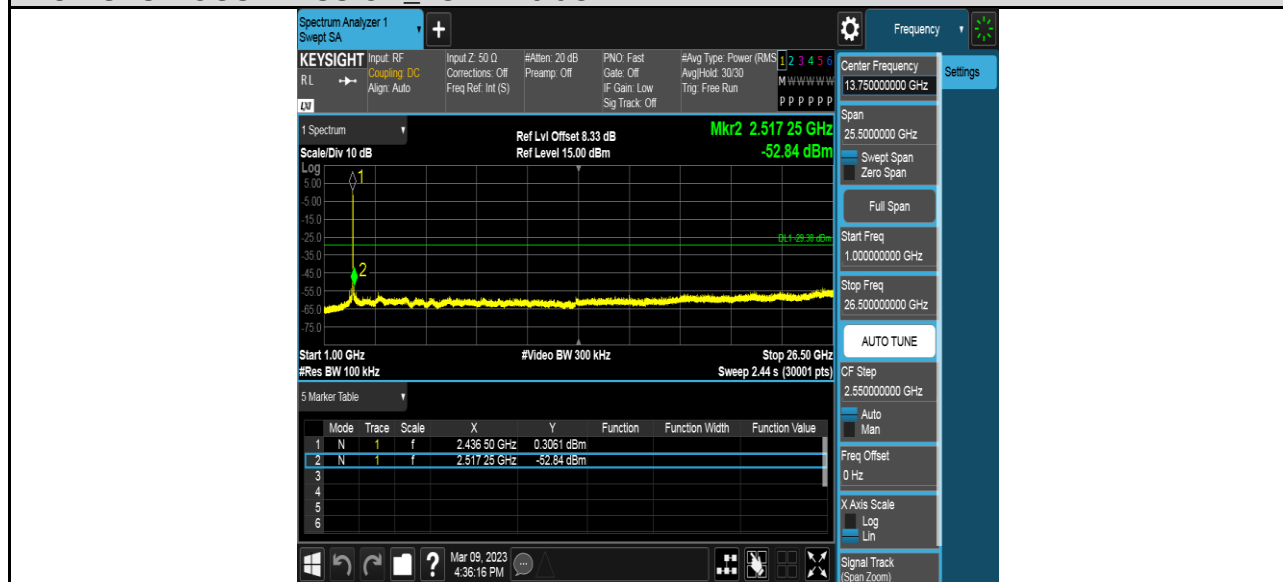 Spectrum Analyzer 1
Swept SA
+
Frequency
KEYSIGHT
RL
LXI
Input: RF
Coupling: DC
Align: Auto
Input Z: 50 Ω
Corrections: Off
Freq Ref: Int (S)
#Atten: 20 dB
Preamp: Off
PNO: Fast
Gate: Off
IF Gain: Low
Sig Track: Off
#Avg Type: Power (RMS
Avg|Hold: 30/30
Trig: Free Run
1 2 3 4 5 6
M W W W W W
P P P P P P
1 Spectrum
Scale/Div 10 dB
Ref Lvl Offset 8.33 dB
Ref Level 15.00 dBm
Mkr2 2.517 25 GHz
-52.84 dBm
Log
5.00
-5.00
-15.0
-25.0
-35.0
-45.0
-55.0
-65.0
-75.0
1
2
DL1 -29.38 dBm
Start 1.00 GHz
#Video BW 300 kHz
Stop 26.50 GHz
#Res BW 100 kHz
Sweep 2.44 s (30001 pts)
5 Marker Table
Mode Trace Scale X Y Function Function Width Function Value
1 N 1 f 2.436 50 GHz 0.3061 dBm
2 N 1 f 2.517 25 GHz -52.84 dBm
3
4
5
6
Mar 09, 2023
4:36:16 PM
Center Frequency
13.750000000 GHz
Settings
Span
25.5000000 GHz
Swept Span
Zero Span
Full Span
Start Freq
1.000000000 GHz
Stop Freq
26.500000000 GHz
AUTO TUNE
CF Step
2.550000000 GHz
Auto
Man
Freq Offset
0 Hz
X Axis Scale
Log
Lin
Signal Track
(Span Zoom)